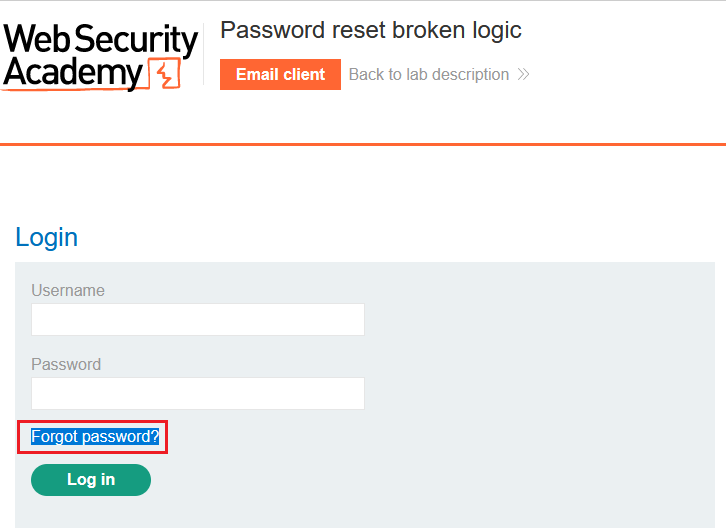 Web Security
Academy
Password reset broken logic
Email client
Back to lab description
Login
Username
Password
Forgot password?
Log in